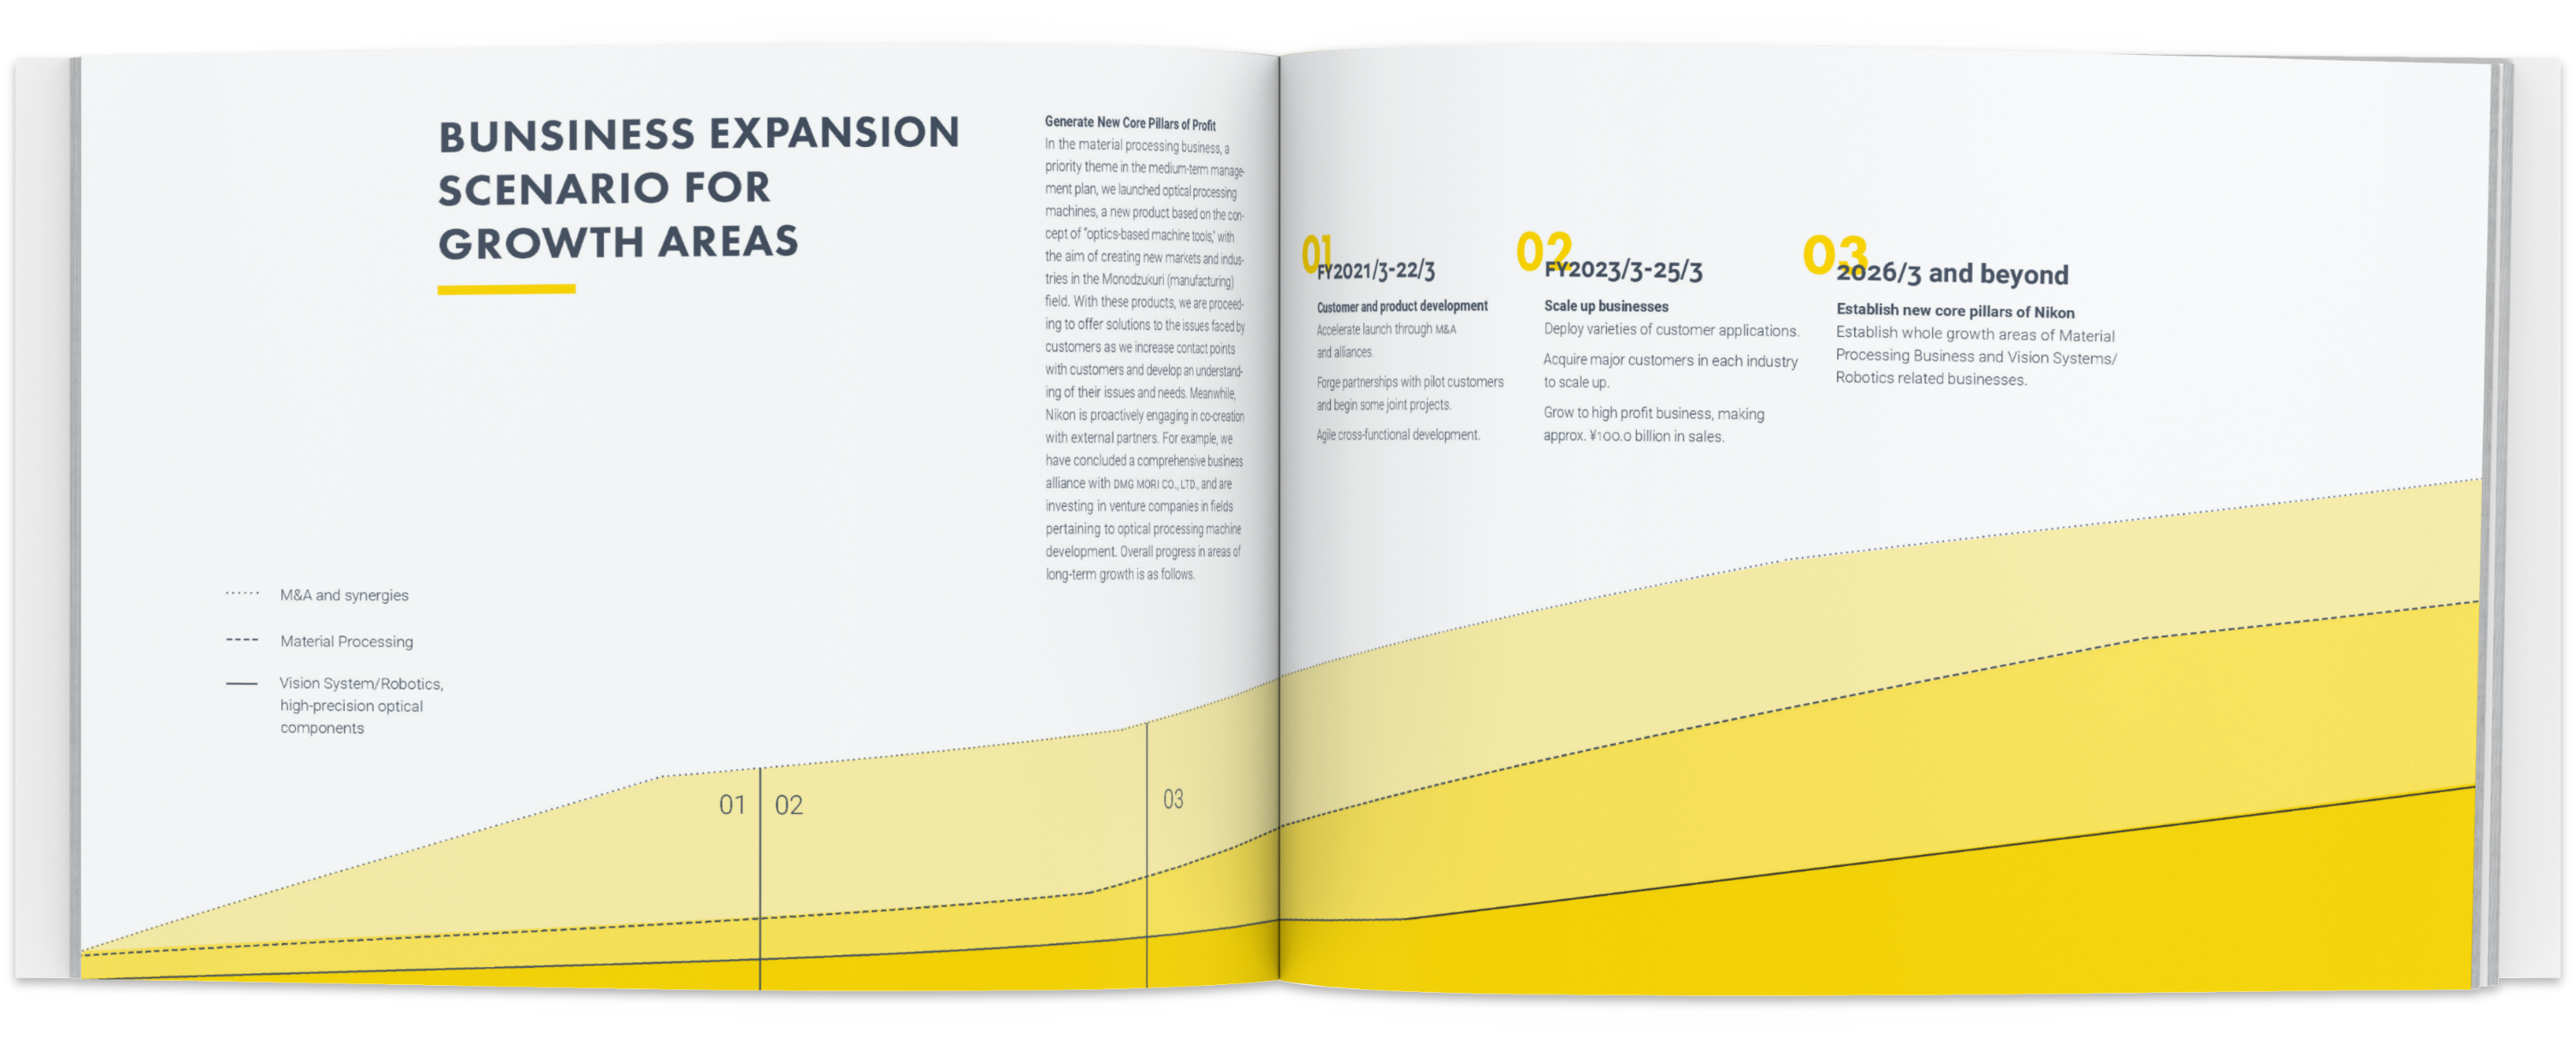 BUNSINESS EXPANSION
SCENARIO FOR
GROWTH AREAS
Generate New Core Pillars of Profit
In the material processing business, a
priority theme in the medium-term manage-
ment plan, we launched optical processing
machines, a new product based on the con-
cept of "optics-based machine tools," with
the aim of creating new markets and indus-
tries in the Monodzukuri (manufacturing)
field. With these products, we are proceed-
ing to offer solutions to the issues faced by
customers as we increase contact points
with customers and develop an understand-
ing of their issues and needs. Meanwhile,
Nikon is proactively engaging in co-creation
with external partners. For example, we
have concluded a comprehensive business
alliance with DMG MORI CO., LTD., and are
investing in venture companies in fields
pertaining to optical processing machine
development. Overall progress in areas of
long-term growth is as follows.
M&A and synergies
Material Processing
Vision System/Robotics,
high-precision optical
components
01 02
03
01
FY2021/3-22/3
Customer and product development
Accelerate launch through M&A
and alliances.
Forge partnerships with pilot customers
and begin some joint projects.
Agile cross-functional development.
02
FY2023/3-25/3
Scale up businesses
Deploy varieties of customer applications.
Acquire major customers in each industry
to scale up.
Grow to high profit business, making
approx. ¥100.0 billion in sales.
03
2026/3 and beyond
Establish new core pillars of Nikon
Establish whole growth areas of Material
Processing Business and Vision Systems/
Robotics related businesses.